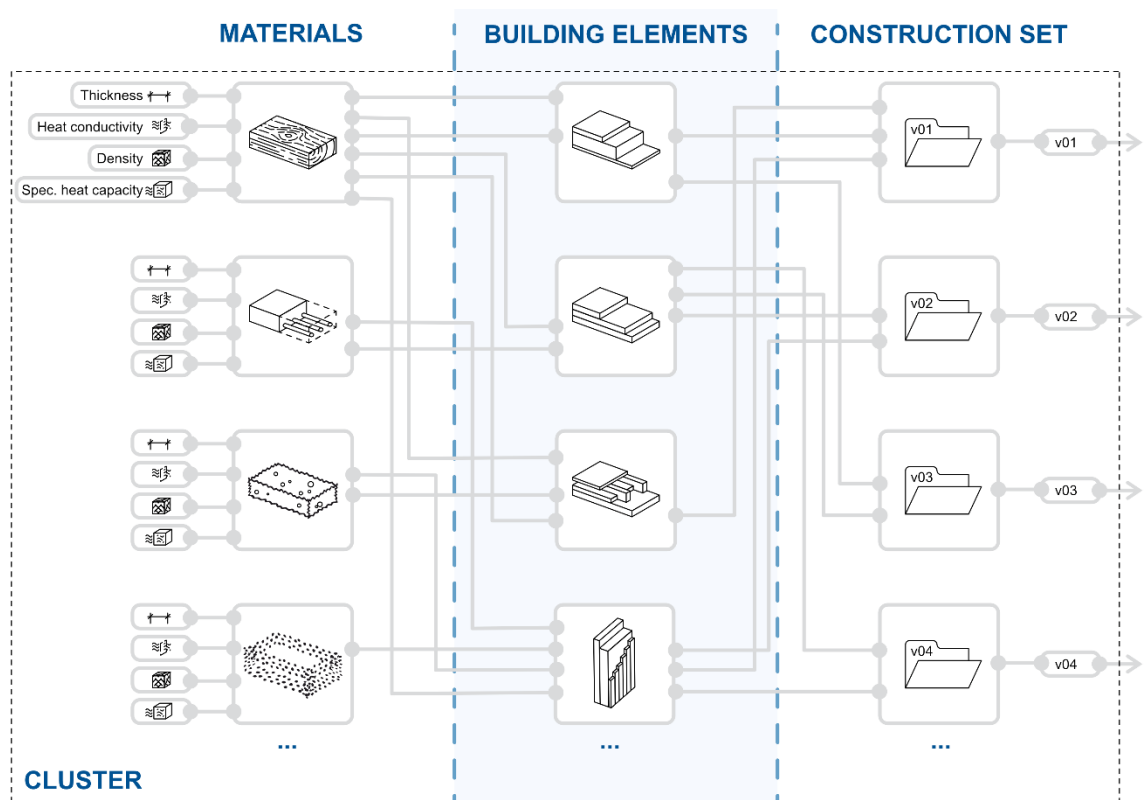 MATERIALS
BUILDING ELEMENTS
CONSTRUCTION SET
Thickness
Heat conductivity
Density
Spec. heat capacity
v01
v01
v02
v02
v03
v03
v04
v04
...
...
...
CLUSTER